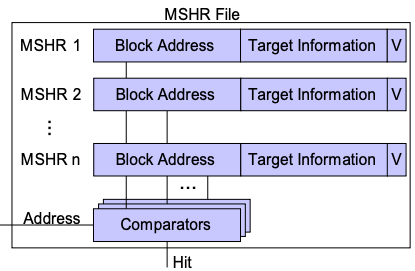 MSHR File
MSHR 1 Block Address Target Information V
MSHR 2 Block Address Target Information V
⋮
MSHR n Block Address Target Information V
...
Address Comparators
Hit